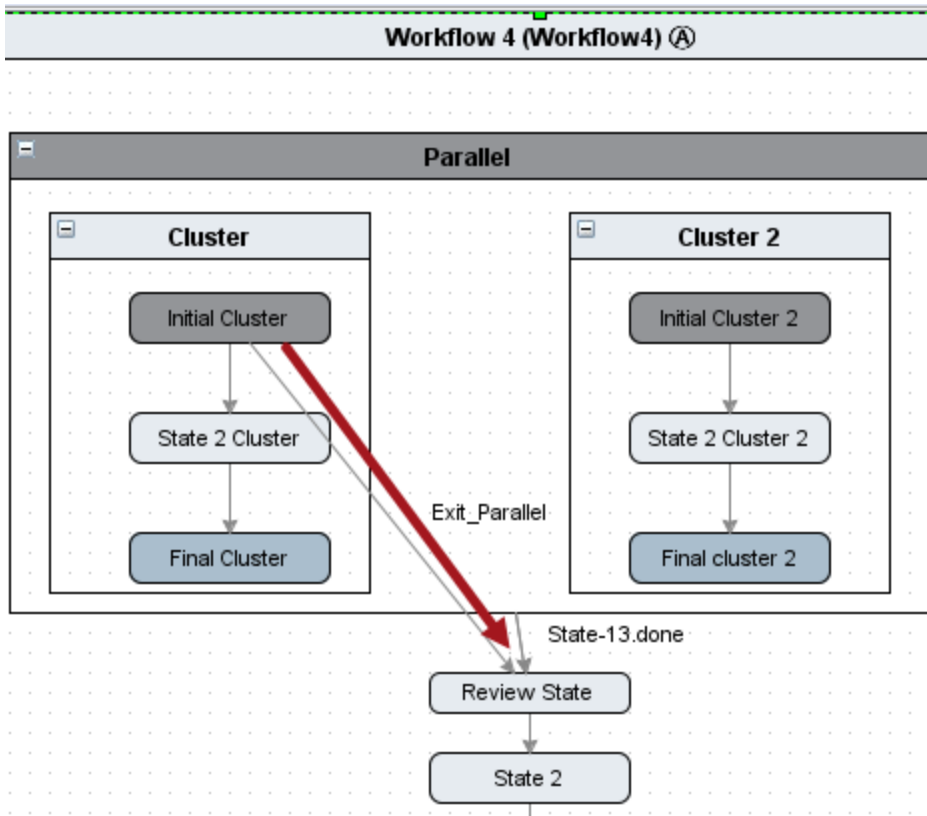 Workflow 4 (Workflow4) Ⓐ
Parallel
Cluster
Cluster 2
Initial Cluster
Initial Cluster 2
State 2 Cluster
State 2 Cluster 2
Exit_Parallel
Final Cluster
Final cluster 2
State-13.done
Review State
State 2